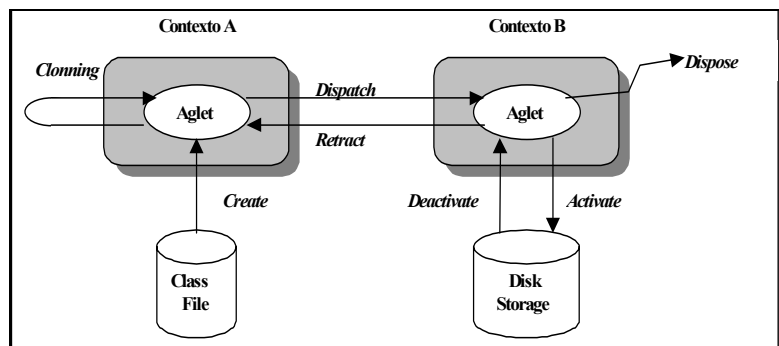 Contexto A
Contexto B
Clonning
Dispatch
Dispose
Aglet
Aglet
Retract
Create
Deactivate
Activate
Class
File
Disk
Storage